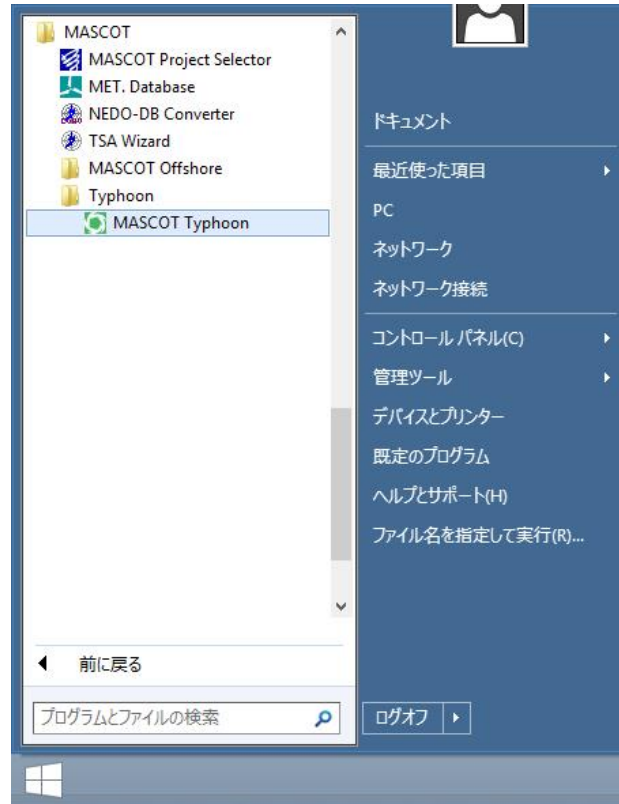 MASCOT
MASCOT Project Selector
MET. Database
NEDO-DB Converter
TSA Wizard
MASCOT Offshore
Typhoon
MASCOT Typhoon
前に戻る
プログラムとファイルの検索
ドキュメント
最近使った項目
PC
ネットワーク
ネットワーク接続
コントロール パネル(C)
管理ツール
デバイスとプリンター
既定のプログラム
ヘルプとサポート(H)
ファイル名を指定して実行(R)...
ログオフ